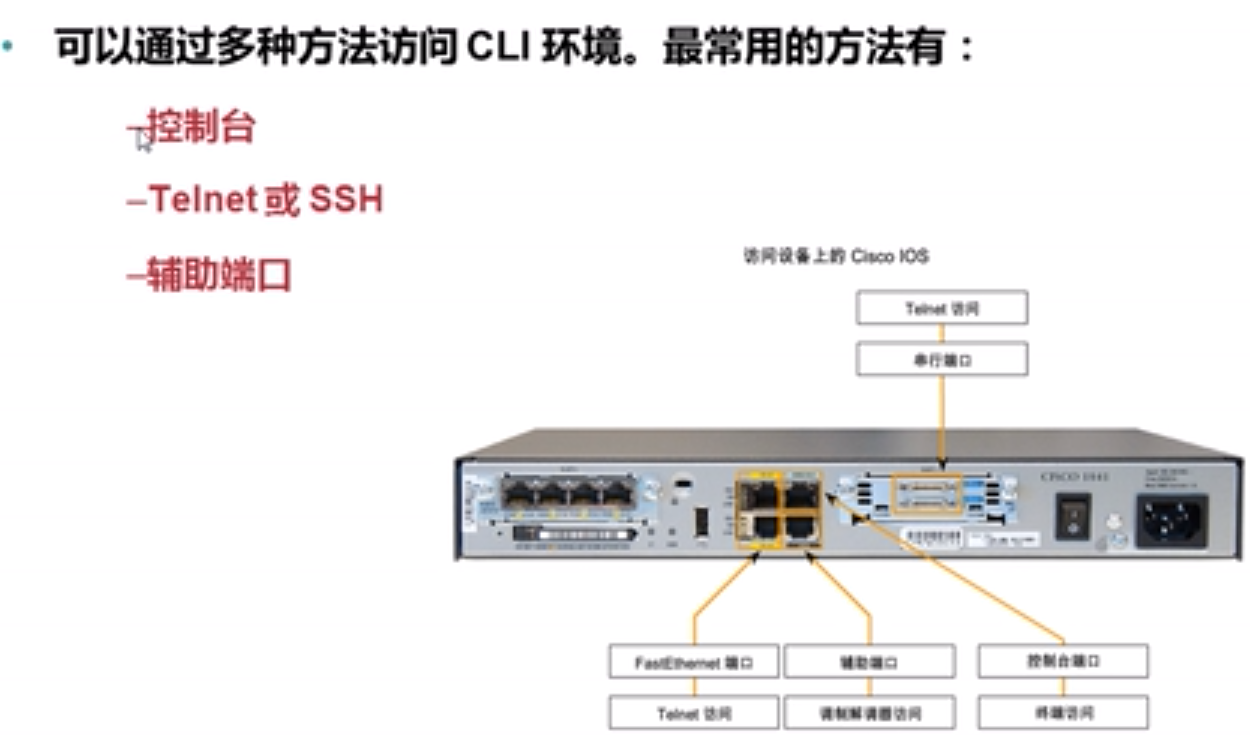 可以通过多种方法访问 CLI 环境。最常用的方法有：
–控制台
–Telnet 或 SSH
–辅助端口
访问设备上的 Cisco IOS
Telnet 访问
串行端口
CISCO 1841
FastEthernet 端口
辅助端口
控制台端口
Telnet 访问
调制解调器访问
终端访问